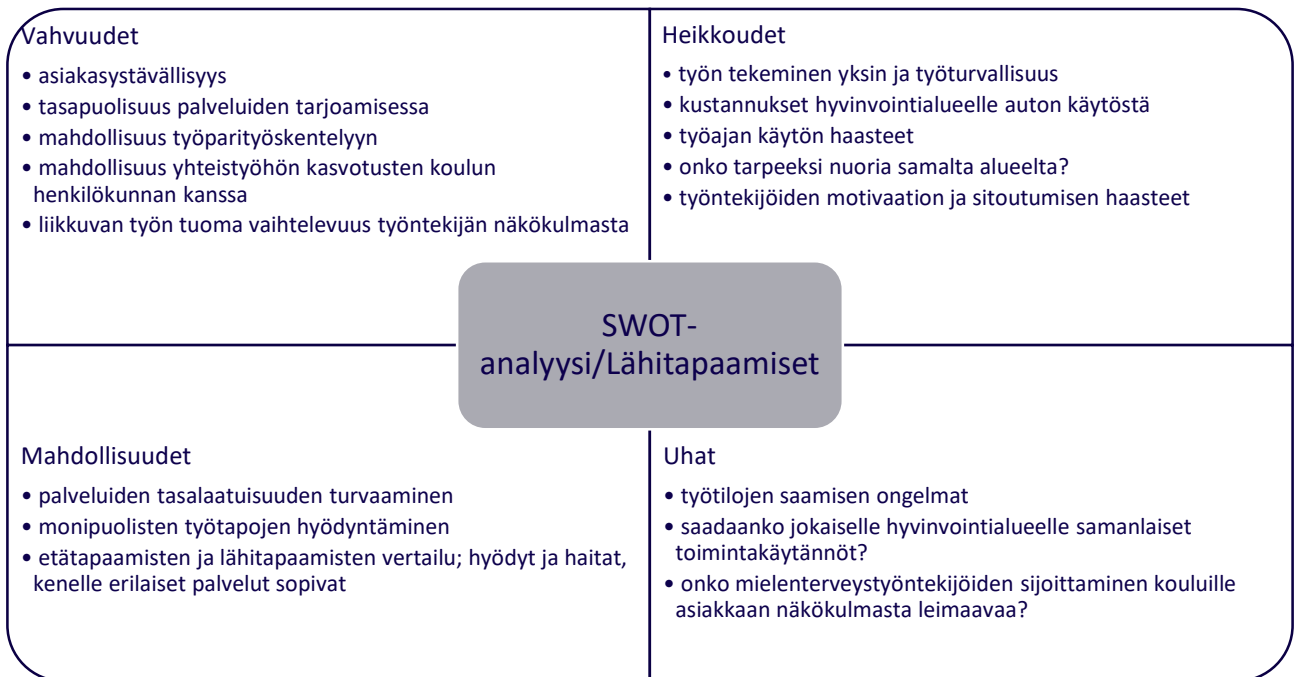 Vahvuudet
• asiakasystävällisyys
• tasapuolisuus palveluiden tarjoamisessa
• mahdollisuus työparityöskentelyyn
• mahdollisuus yhteistyöhön kasvotusten koulun
henkilökunnan kanssa
• liikkuvan työn tuoma vaihtelevuus työntekijän näkökulmasta
Heikkoudet
• työn tekeminen yksin ja työturvallisuus
• kustannukset hyvinvointialueelle auton käytöstä
• työajan käytön haasteet
• onko tarpeeksi nuoria samalta alueelta?
• työntekijöiden motivaation ja sitoutumisen haasteet
SWOT-
analyysi/Lähitapaamiset
Mahdollisuudet
• palveluiden tasalaatuisuuden turvaaminen
• monipuolisten työtapojen hyödyntäminen
• etätapaamisten ja lähitapaamisten vertailu; hyödyt ja haitat,
kenelle erilaiset palvelut sopivat
Uhat
• työtilojen saamisen ongelmat
• saadaanko jokaiselle hyvinvointialueelle samanlaiset
toimintakäytännöt?
• onko mielenterveystyöntekijöiden sijoittaminen kouluille
asiakkaan näkökulmasta leimaavaa?